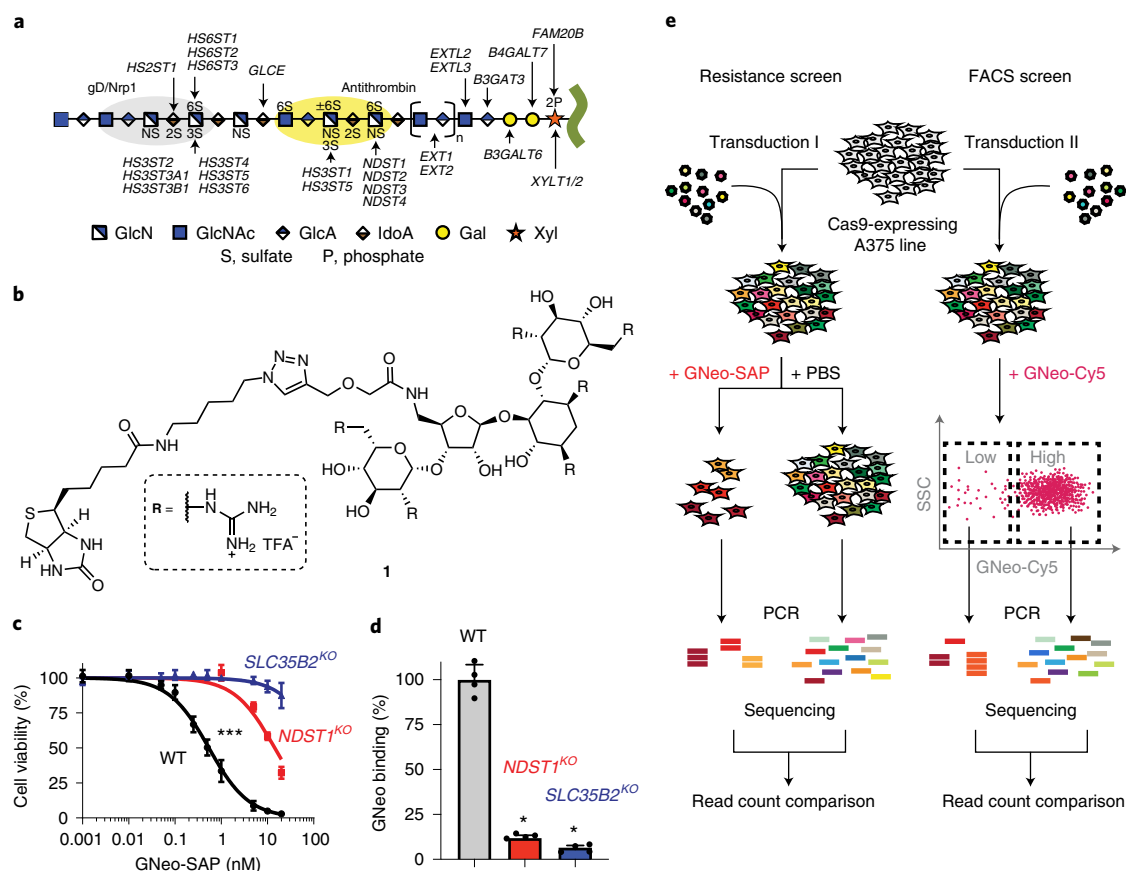 a
HS6ST1
HS6ST2
HS6ST3
HS2ST1
GLCE
EXTL2
EXTL3
B4GALT7
FAM20B
B3GAT3
gD/Nrp1
Antithrombin
6S
6S
±6S
6S
2P
NS
2S
3S
NS
NS
3S
2S
NS
n
HS3ST2
HS3ST3A1
HS3ST3B1
HS3ST4
HS3ST5
HS3ST6
HS3ST1
HS3ST5
NDST1
NDST2
NDST3
NDST4
EXT1
EXT2
B3GALT6
XYLT1/2
GlcN
GlcNAc
GlcA
IdoA
Gal
Xyl
S, sulfate
P, phosphate
b
HO
OH
R
R
O
O
N
N
N
O
O
H
N
O
O
R
R
HO
R
O
HO
HO
R
O
OH
O
N
H
S
H
H
NH
HN
O
R =
H
N
NH2
NH2
+
TFA−
1
c
Cell viability (%)
100
75
50
25
0
SLC35B2KO
NDST1KO
WT
***
0.001
0.01
0.1
1
10
100
GNeo-SAP (nM)
d
GNeo binding (%)
100
75
50
25
0
WT
NDST1KO
SLC35B2KO
*
*
e
Resistance screen
FACS screen
Transduction I
Transduction II
Cas9-expressing
A375 line
+ GNeo-SAP
+ PBS
+ GNeo-Cy5
Low
High
SSC
GNeo-Cy5
PCR
PCR
Sequencing
Sequencing
Read count comparison
Read count comparison